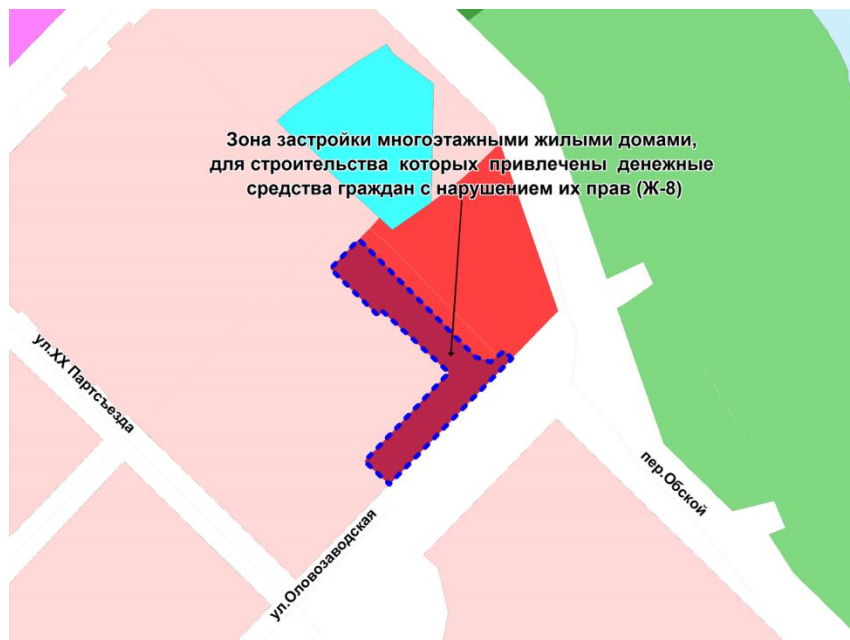 Зона застройки многоэтажными жилыми домами,
для строительства которых привлечены денежные
средства граждан с нарушением их прав (Ж-8)
ул.ХХ Партсъезда
пер.Обской
ул.Оловозаводская